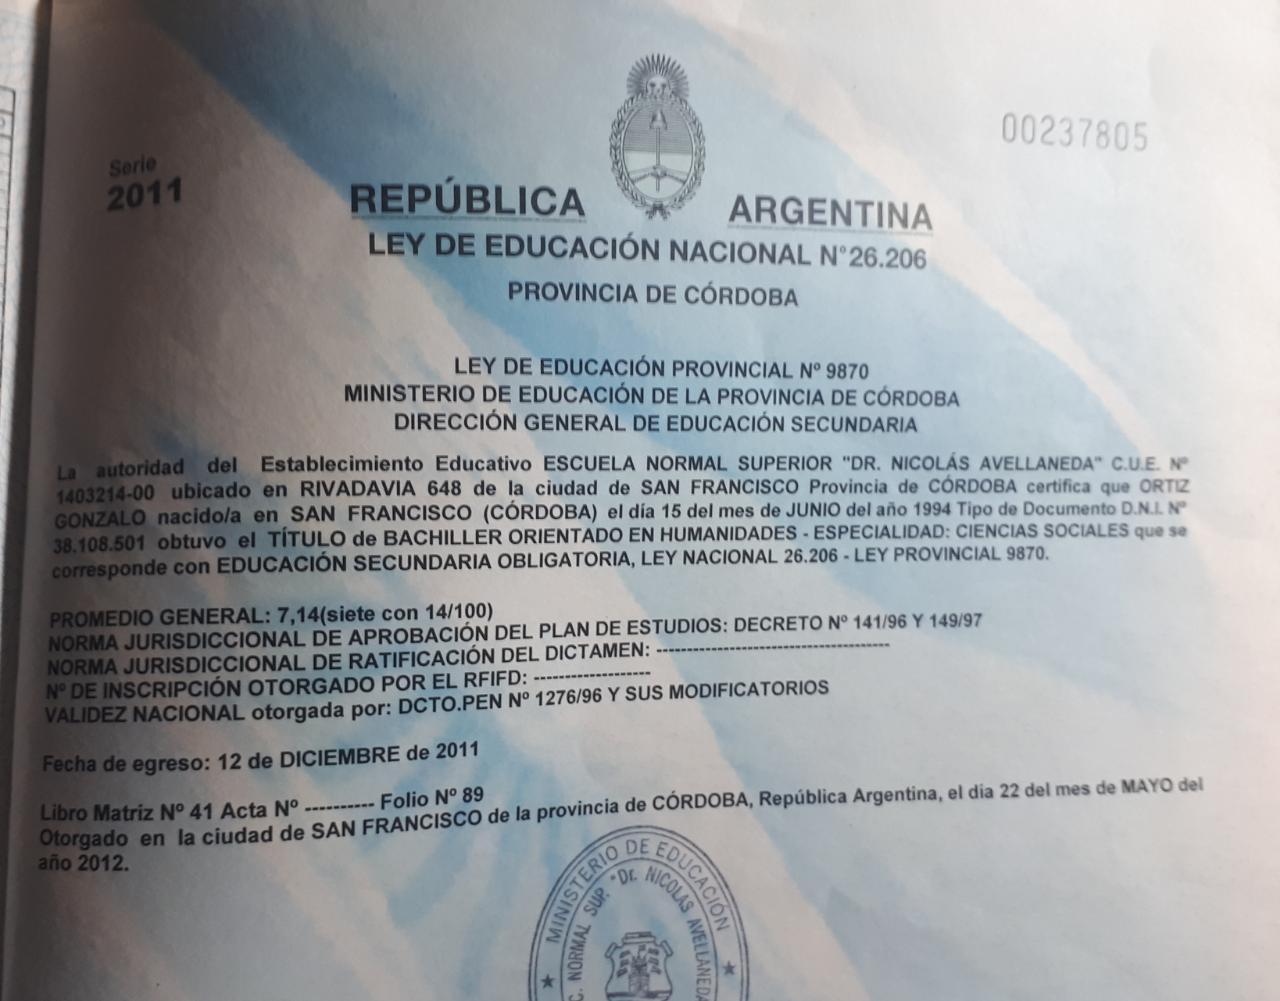 00237805
Serie
2011
REPÚBLICA ARGENTINA
LEY DE EDUCACIÓN NACIONAL N°26.206
PROVINCIA DE CÓRDOBA
LEY DE EDUCACIÓN PROVINCIAL Nº 9870
MINISTERIO DE EDUCACIÓN DE LA PROVINCIA DE CÓRDOBA
DIRECCIÓN GENERAL DE EDUCACIÓN SECUNDARIA
La autoridad del Establecimiento Educativo ESCUELA NORMAL SUPERIOR "DR. NICOLÁS AVELLANEDA" C.U.E. Nº
1403214-00 ubicado en RIVADAVIA 648 de la ciudad de SAN FRANCISCO Provincia de CÓRDOBA certifica que ORTIZ
GONZALO nacido/a en SAN FRANCISCO (CÓRDOBA) el día 15 del mes de JUNIO del año 1994 Tipo de Documento D.N.I. Nº
38.108.501 obtuvo el TÍTULO de BACHILLER ORIENTADO EN HUMANIDADES - ESPECIALIDAD: CIENCIAS SOCIALES que se
corresponde con EDUCACIÓN SECUNDARIA OBLIGATORIA, LEY NACIONAL 26.206 - LEY PROVINCIAL 9870.
PROMEDIO GENERAL: 7,14(siete con 14/100)
NORMA JURISDICCIONAL DE APROBACIÓN DEL PLAN DE ESTUDIOS: DECRETO Nº 141/96 Y 149/97
NORMA JURISDICCIONAL DE RATIFICACIÓN DEL DICTAMEN: --------------------------------------
Nº DE INSCRIPCIÓN OTORGADO POR EL RFIFD: -------------------
VALIDEZ NACIONAL otorgada por: DCTO.PEN Nº 1276/96 Y SUS MODIFICATORIOS
Fecha de egreso: 12 de DICIEMBRE de 2011
Libro Matriz Nº 41 Acta Nº ---------- Folio Nº 89
Otorgado en la ciudad de SAN FRANCISCO de la provincia de CÓRDOBA, República Argentina, el día 22 del mes de MAYO del
año 2012.
MINISTERIO DE EDUCACIÓN
C. NORMAL SUP. "Dr. NICOLAS AVELLANEDA